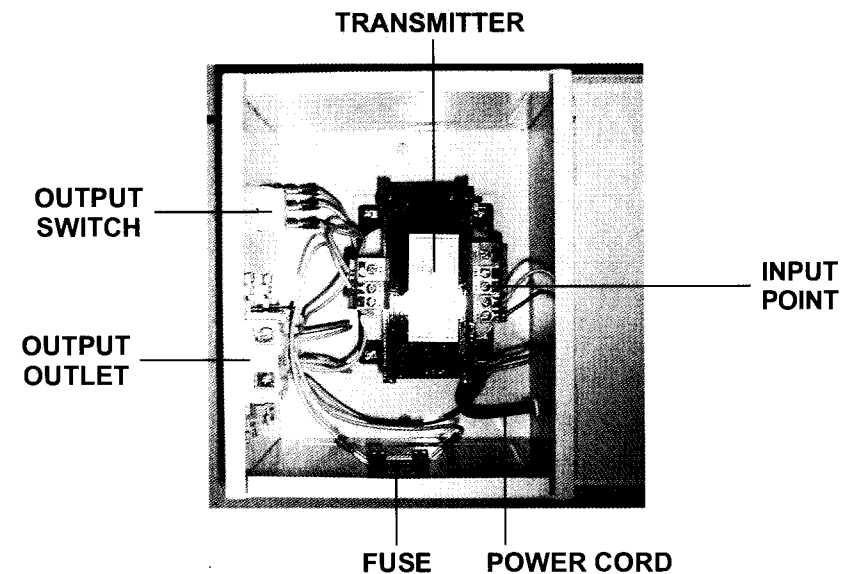 TRANSMITTER
OUTPUT
SWITCH
INPUT
POINT
OUTPUT
OUTLET
FUSE
POWER CORD